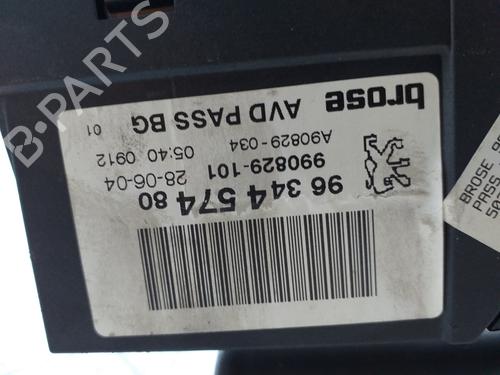 brose
AVD PASS BG
01
A90829-034
05:40 0912
990829-101
28-06-04
96 344 574 80
BROSE
PASS
B-PARTS